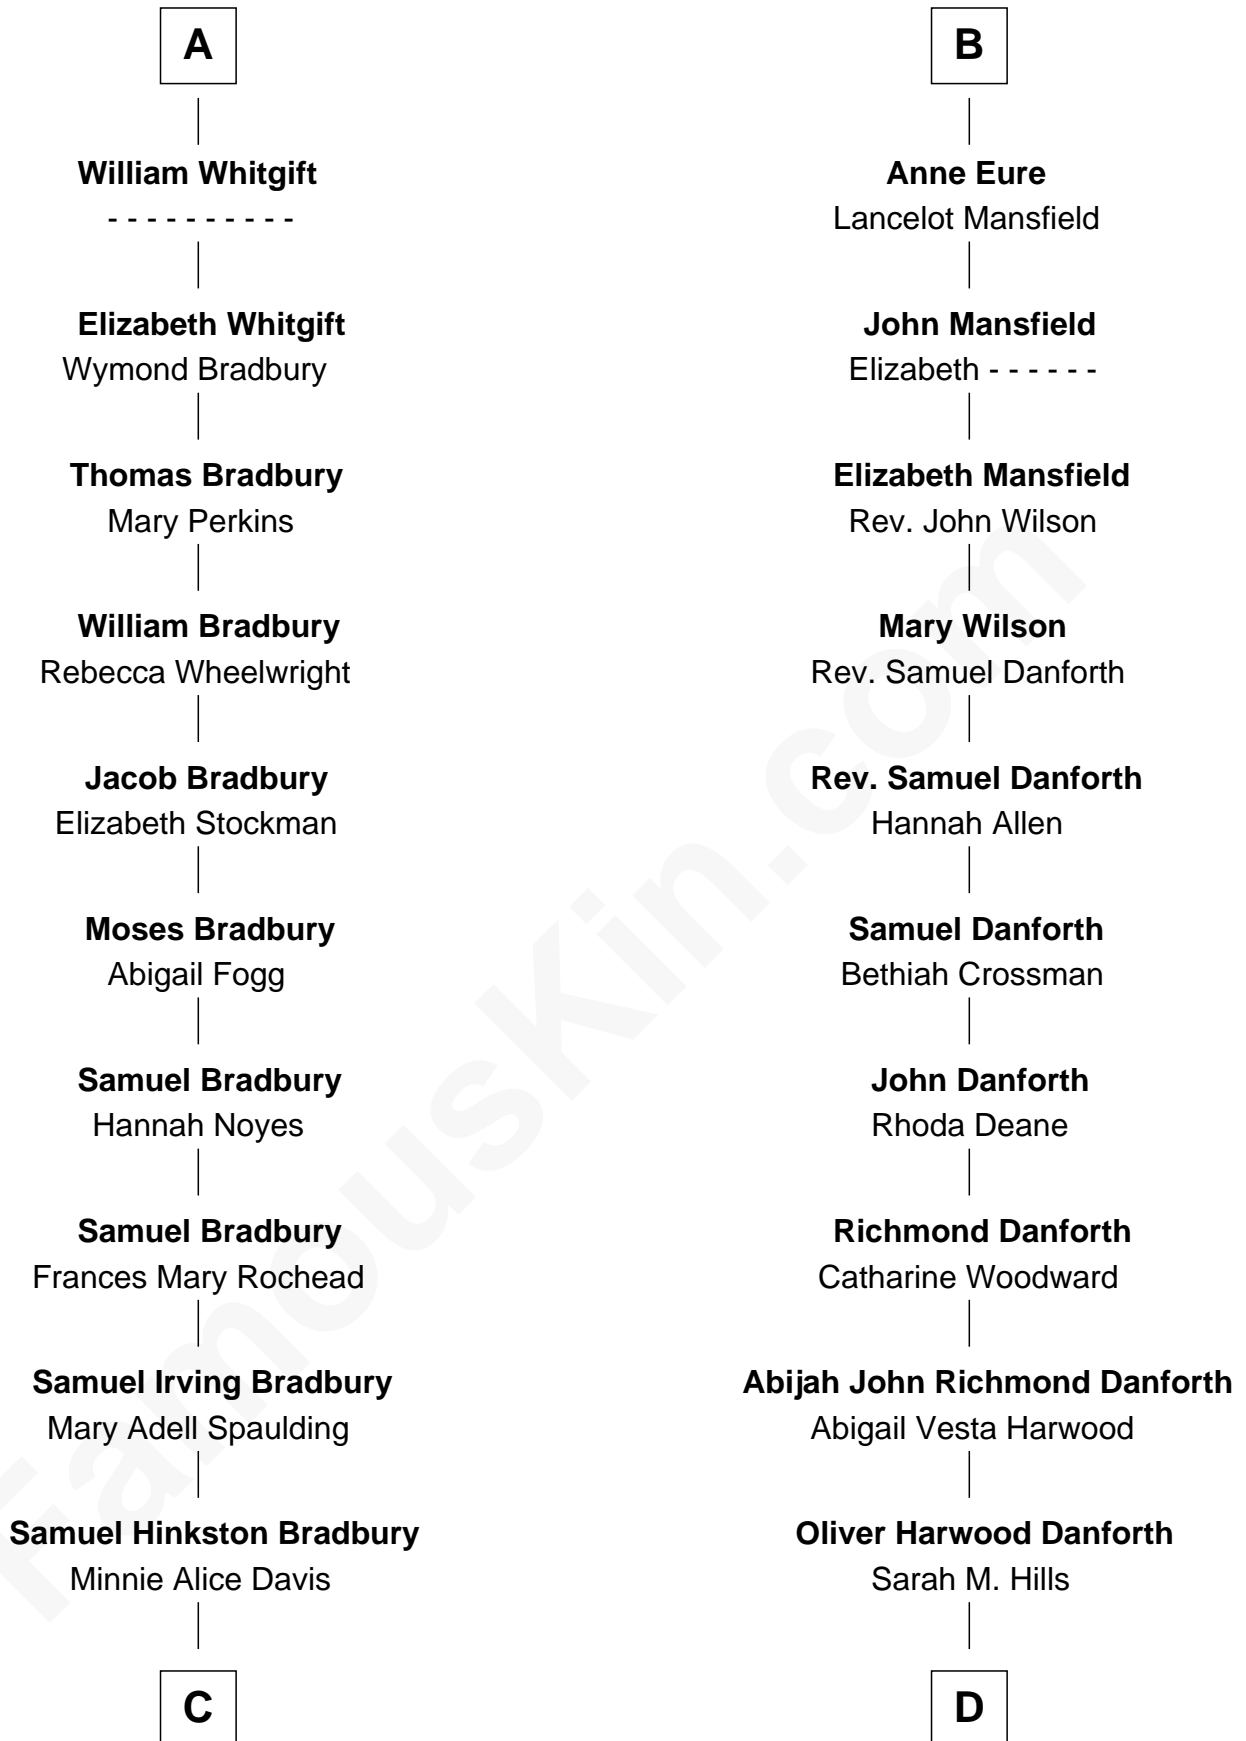 A
William Whitgift
- - - - - - - - - -
Elizabeth Whitgift
Wymond Bradbury
Thomas Bradbury
Mary Perkins
William Bradbury
Rebecca Wheelwright
Jacob Bradbury
Elizabeth Stockman
Moses Bradbury
Abigail Fogg
Samuel Bradbury
Hannah Noyes
Samuel Bradbury
Frances Mary Rochead
Samuel Irving Bradbury
Mary Adell Spaulding
Samuel Hinkston Bradbury
Minnie Alice Davis
C
B
Anne Eure
Lancelot Mansfield
John Mansfield
Elizabeth - - - - - -
Elizabeth Mansfield
Rev. John Wilson
Mary Wilson
Rev. Samuel Danforth
Rev. Samuel Danforth
Hannah Allen
Samuel Danforth
Bethiah Crossman
John Danforth
Rhoda Deane
Richmond Danforth
Catharine Woodward
Abijah John Richmond Danforth
Abigail Vesta Harwood
Oliver Harwood Danforth
Sarah M. Hills
D
FamousKin.com